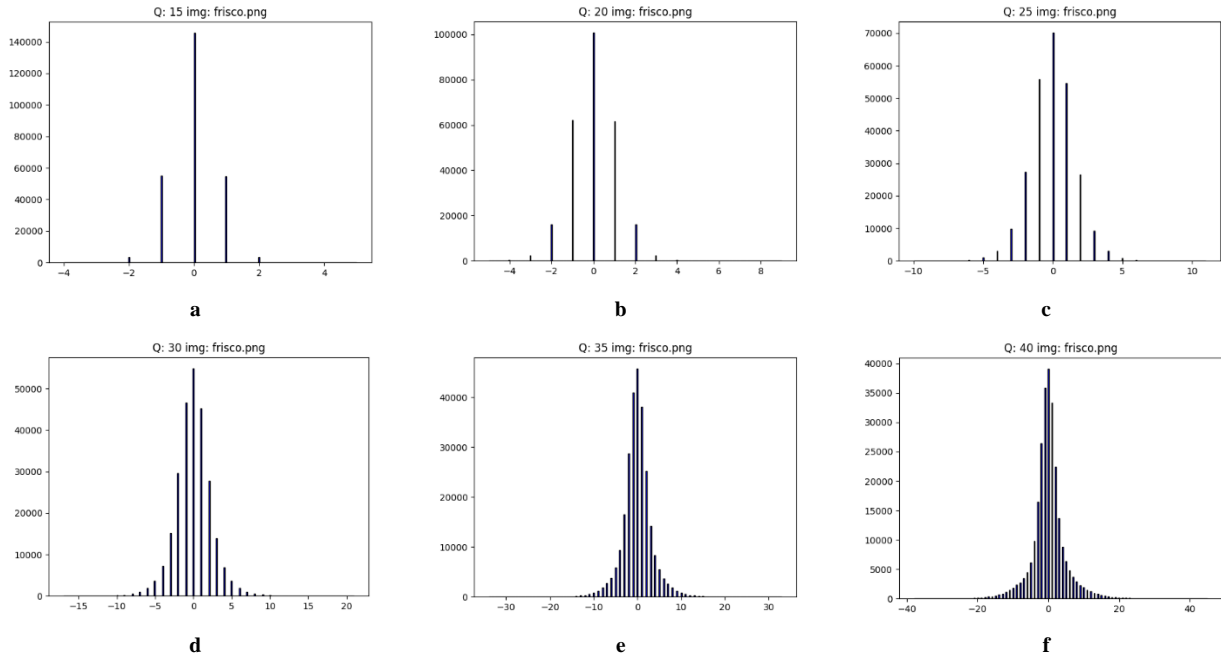 Q: 15 img: frisco.png
140000
120000
100000
80000
60000
40000
20000
0
−4 −2 0 2 4
a
Q: 20 img: frisco.png
100000
80000
60000
40000
20000
0
−4 −2 0 2 4 6 8
b
Q: 25 img: frisco.png
70000
60000
50000
40000
30000
20000
10000
0
−10 −5 0 5 10
c
Q: 30 img: frisco.png
50000
40000
30000
20000
10000
0
−15 −10 −5 0 5 10 15 20
d
Q: 35 img: frisco.png
40000
30000
20000
10000
0
−30 −20 −10 0 10 20 30
e
Q: 40 img: frisco.png
40000
35000
30000
25000
20000
15000
10000
5000
0
−40 −20 0 20 40
f